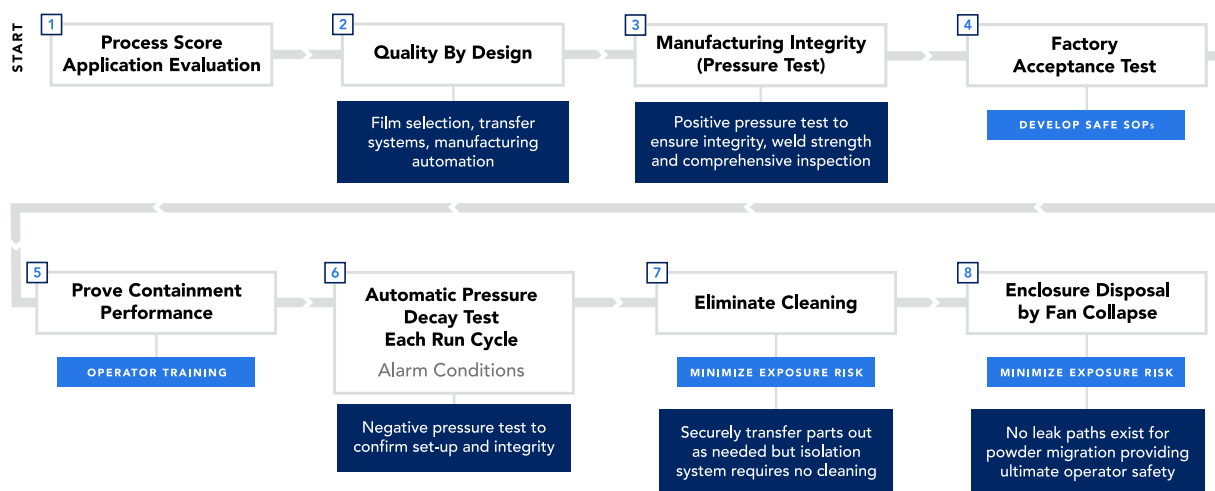 START
1
Process Score
Application Evaluation
2
Quality By Design
Film selection, transfer
systems, manufacturing
automation
3
Manufacturing Integrity
(Pressure Test)
Positive pressure test to
ensure integrity, weld strength
and comprehensive inspection
4
Factory
Acceptance Test
DEVELOP SAFE SOPs
5
Prove Containment
Performance
OPERATOR TRAINING
6
Automatic Pressure
Decay Test
Each Run Cycle
Alarm Conditions
Negative pressure test to
confirm set-up and integrity
7
Eliminate Cleaning
MINIMIZE EXPOSURE RISK
Securely transfer parts out
as needed but isolation
system requires no cleaning
8
Enclosure Disposal
by Fan Collapse
MINIMIZE EXPOSURE RISK
No leak paths exist for
powder migration providing
ultimate operator safety